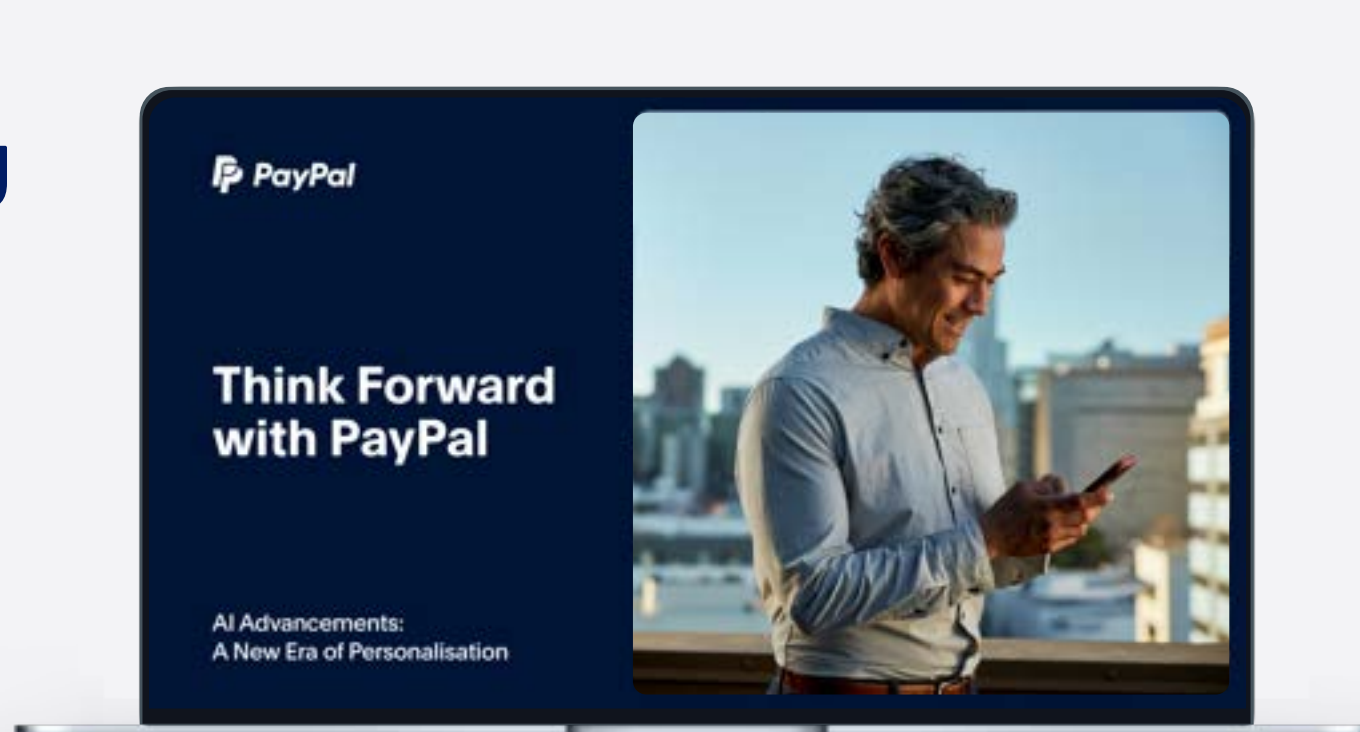 PayPal
Think Forward
with PayPal
AI Advancements:
A New Era of Personalisation